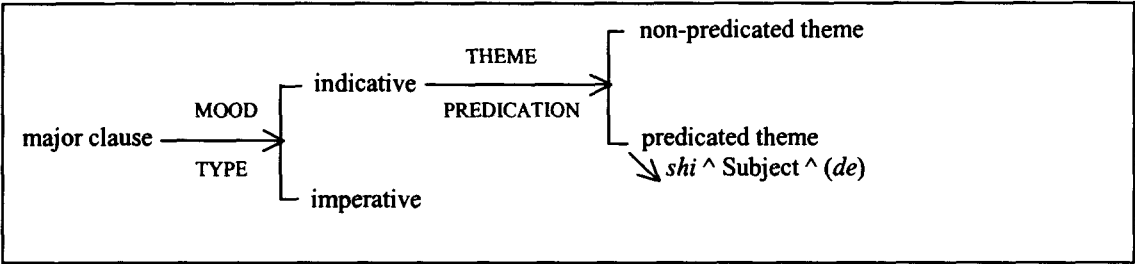 non-predicated theme
THEME
indicative
PREDICATION
MOOD
major clause
TYPE
predicated theme
shi ^ Subject ^ (de)
imperative